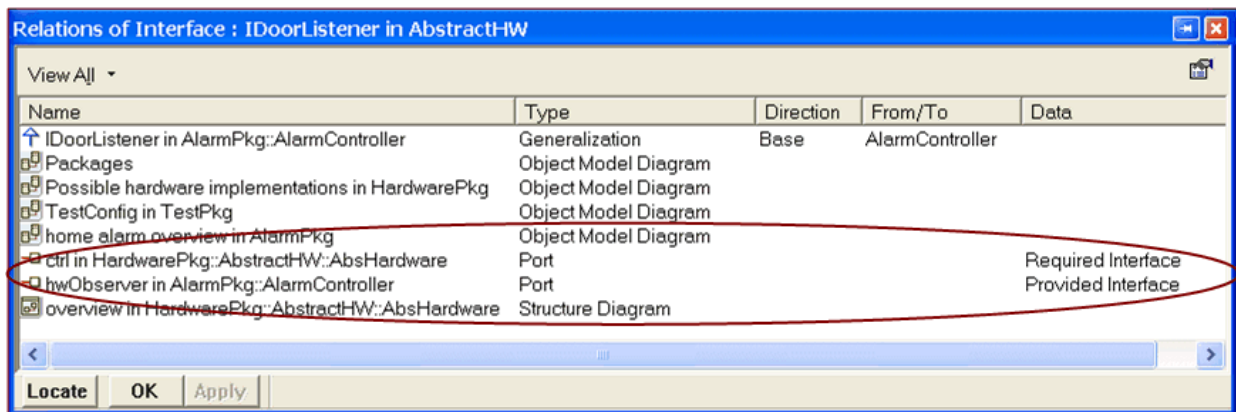 Relations of Interface : IDoorListener in AbstractHW
View All
Name Type Direction From/To Data
IDoorListener in AlarmPkg::AlarmController Generalization Base AlarmController
Packages Object Model Diagram
Possible hardware implementations in HardwarePkg Object Model Diagram
TestConfig in TestPkg Object Model Diagram
home alarm overview in AlarmPkg Object Model Diagram
ctrl in HardwarePkg::AbstractHW::AbsHardware Port Required Interface
hwObserver in AlarmPkg::AlarmController Port Provided Interface
overview in HardwarePkg::AbstractHW::AbsHardware Structure Diagram
Locate OK Apply